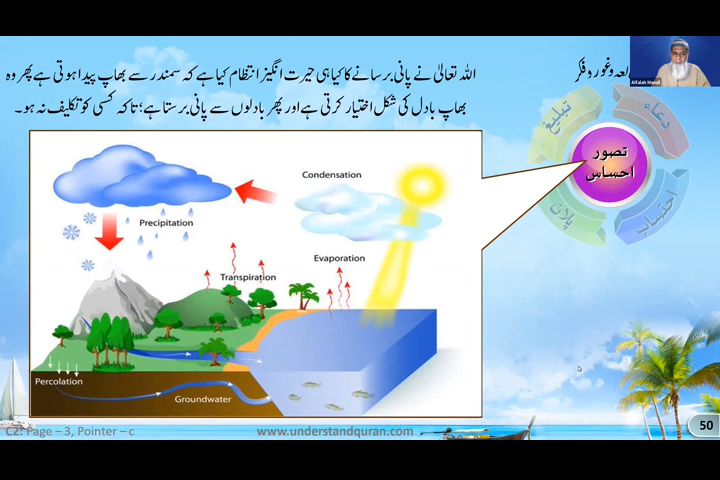 اللہ تعالیٰ نے پانی برسانے کا کیا ہی حیرت انگیز انتظام کیا ہے کہ سمندر سے بھاپ پیدا ہوتی ہے پھر وہ
بھاپ بادل کی شکل اختیار کرتی ہے اور پھر بادلوں سے پانی برستا ہے؛ تاکہ کسی کو تکلیف نہ ہو۔
وغور و فکر
Alfalah Masjid
تبلیغ
دعاء
تصور
احساس
پلان
احتساب
Condensation
Precipitation
Evaporation
Transpiration
Percolation
Groundwater
C2: Page – 3, Pointer – c
www.understandquran.com
50